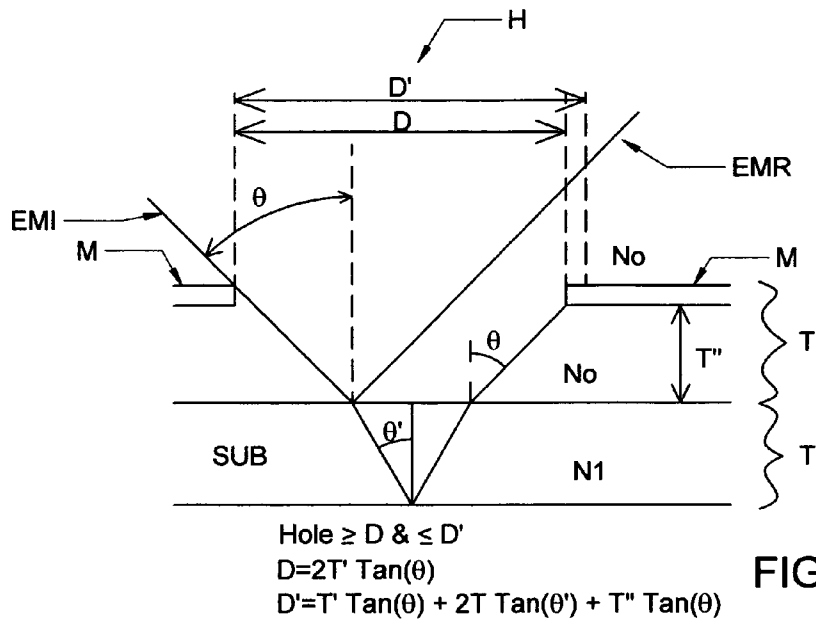 H
D'
D
θ
EMR
EMI
M
No
M
θ
T"
T
No
θ'
SUB
N1
T
Hole ≥ D & ≤ D'
D=2T' Tan(θ)
D'=T' Tan(θ) + 2T Tan(θ') + T" Tan(θ)
FIG